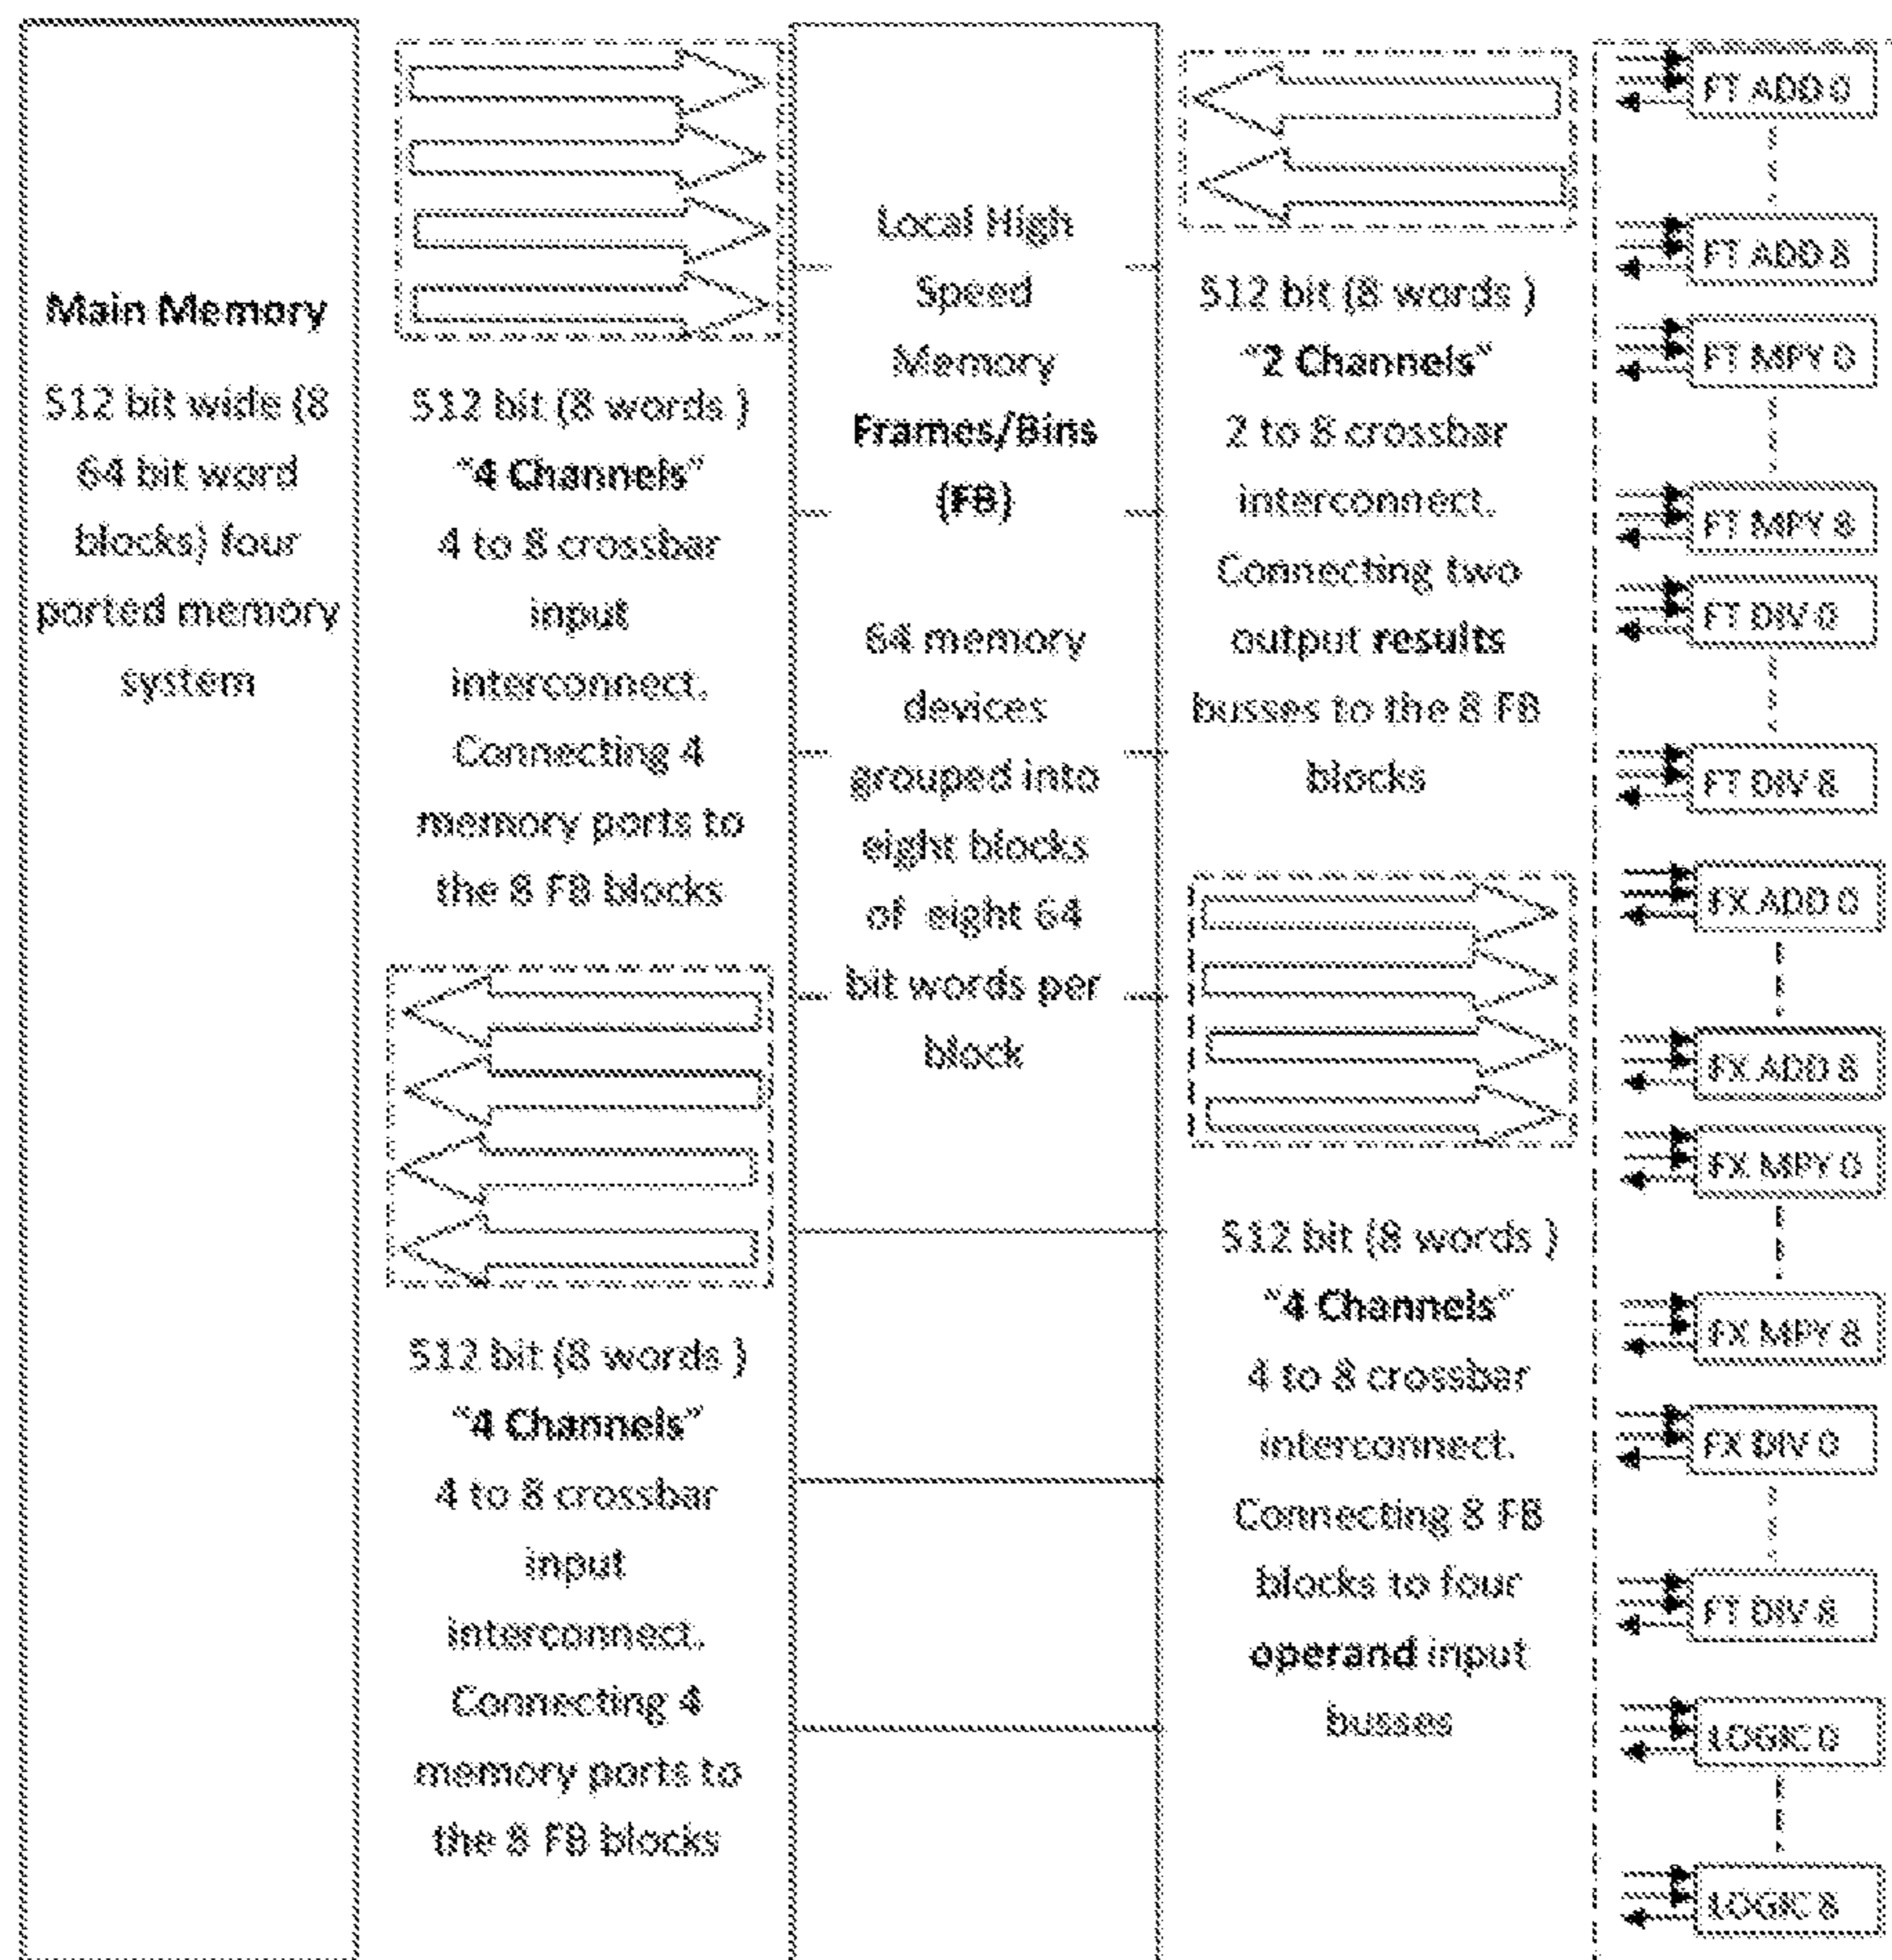 Main Memory
512 bit wide (8
64 bit word
blocks) four
ported memory
system
512 bit (8 words )
"4 Channels"
4 to 8 crossbar
input
interconnect.
Connecting 4
memory ports to
the 8 FB blocks
512 bit (8 words )
"4 Channels"
4 to 8 crossbar
input
interconnect.
Connecting 4
memory ports to
the 8 FB blocks
Local High
Speed
Memory
Frames/Bins
(FB)
64 memory
devices
grouped into
eight blocks
of eight 64
bit words per
block
512 bit (8 words )
"2 Channels"
2 to 8 crossbar
interconnect.
Connecting two
output results
busses to the 8 FB
blocks
512 bit (8 words )
"4 Channels"
4 to 8 crossbar
interconnect.
Connecting 8 FB
blocks to four
operand input
busses
FT ADD 0
FT ADD 8
FT MPY 0
FT MPY 8
FT DIV 0
FT DIV 8
FX ADD 0
FX ADD 8
FX MPY 0
FX MPY 8
FX DIV 0
FT DIV 8
LOGIC 0
LOGIC 8